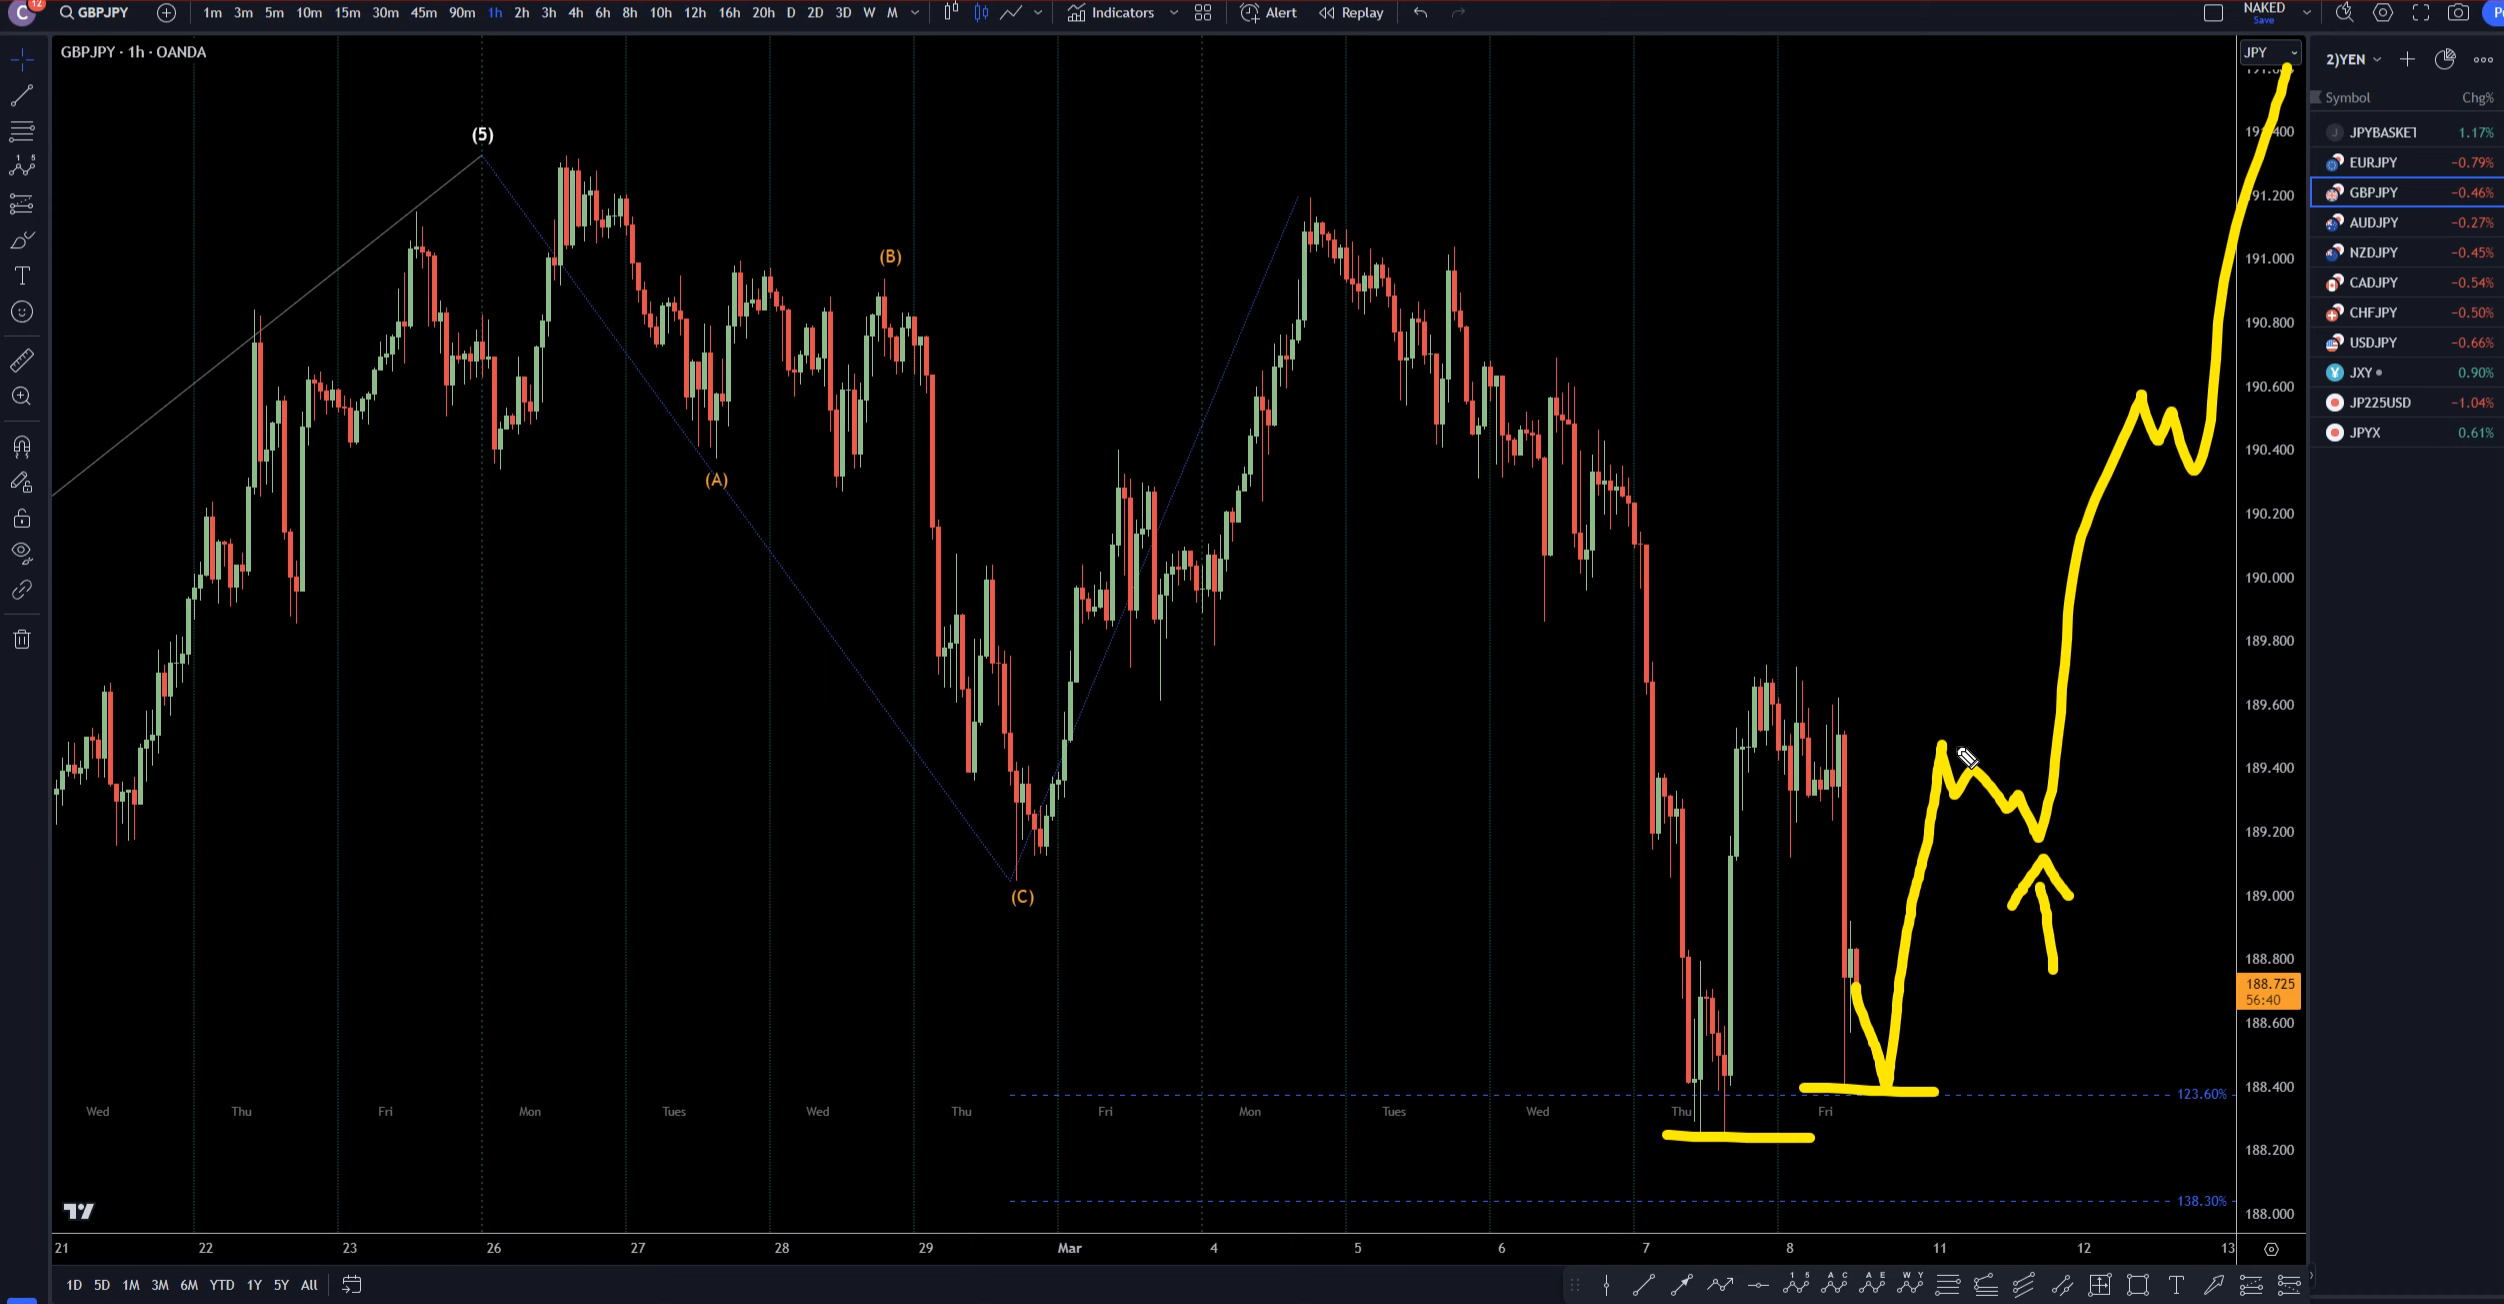 C 12 GBPJPY 1m 3m 5m 10m 15m 30m 45m 90m 1h 2h 3h 4h 6h 8h 10h 12h 16h 20h D 2D 3D W M Indicators Alert Replay NAKED
Save
GBPJPY · 1h · OANDA
JPY
2)YEN
Symbol Chg%
JPYBASKET 1.17%
EURJPY −0.79%
GBPJPY −0.46%
AUDJPY −0.27%
NZDJPY −0.45%
CADJPY −0.54%
CHFJPY −0.50%
USDJPY −0.66%
JXY 0.90%
JP225USD −1.04%
JPYX 0.61%
(5)
(B)
(A)
(C)
191.200
191.000
190.800
190.600
190.400
190.200
190.000
189.800
189.600
189.400
189.200
189.000
188.800
188.725
56:40
188.600
188.400
123.60%
188.200
138.30%
188.000
Wed Thu Fri Mon Tues Wed Thu Fri Mon Tues Wed Thu Fri
21 22 23 26 27 28 29 Mar 4 5 6 7 8 11 12 13
1D 5D 1M 3M 6M YTD 1Y 5Y All